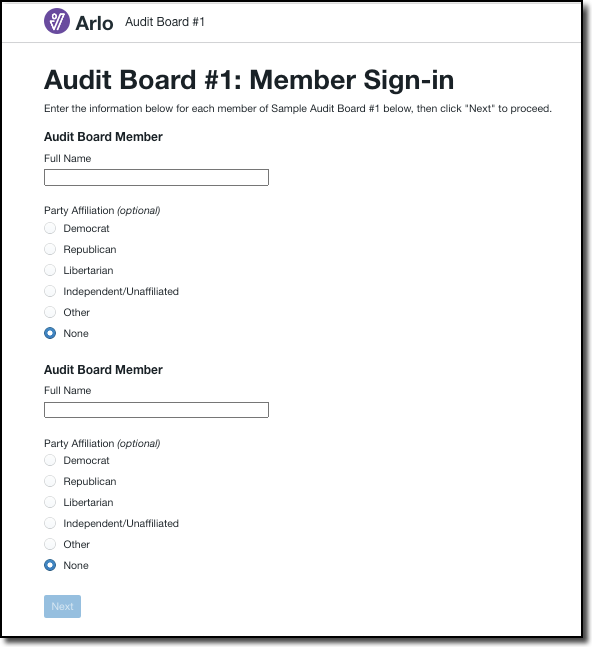 Arlo Audit Board #1
Audit Board #1: Member Sign-in
Enter the information below for each member of Sample Audit Board #1 below, then click "Next" to proceed.
Audit Board Member
Full Name
Party Affiliation (optional)
Democrat
Republican
Libertarian
Independent/Unaffiliated
Other
None
Audit Board Member
Full Name
Party Affiliation (optional)
Democrat
Republican
Libertarian
Independent/Unaffiliated
Other
None
Next